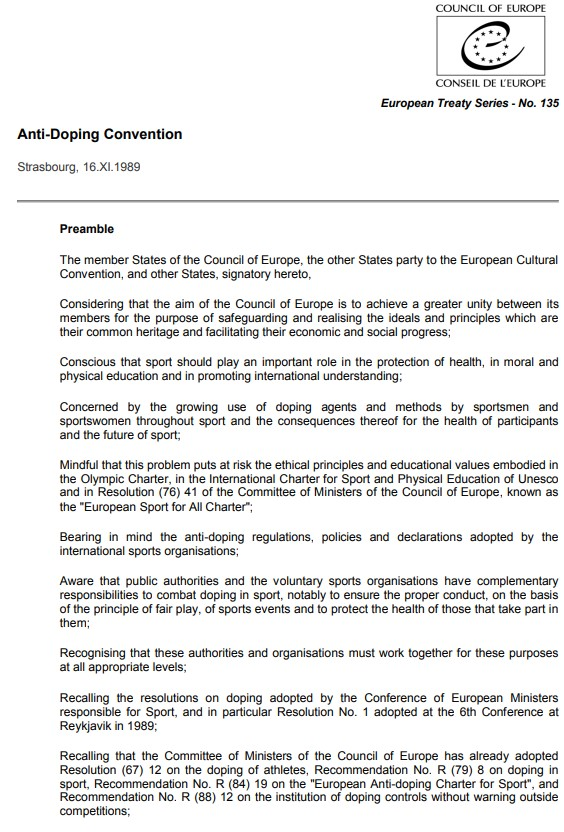 COUNCIL OF EUROPE
CONSEIL DE L'EUROPE
European Treaty Series - No. 135
Anti-Doping Convention
Strasbourg, 16.XI.1989
Preamble
The member States of the Council of Europe, the other States party to the European Cultural
Convention, and other States, signatory hereto,
Considering that the aim of the Council of Europe is to achieve a greater unity between its
members for the purpose of safeguarding and realising the ideals and principles which are
their common heritage and facilitating their economic and social progress;
Conscious that sport should play an important role in the protection of health, in moral and
physical education and in promoting international understanding;
Concerned by the growing use of doping agents and methods by sportsmen and
sportswomen throughout sport and the consequences thereof for the health of participants
and the future of sport;
Mindful that this problem puts at risk the ethical principles and educational values embodied in
the Olympic Charter, in the International Charter for Sport and Physical Education of Unesco
and in Resolution (76) 41 of the Committee of Ministers of the Council of Europe, known as
the "European Sport for All Charter";
Bearing in mind the anti-doping regulations, policies and declarations adopted by the
international sports organisations;
Aware that public authorities and the voluntary sports organisations have complementary
responsibilities to combat doping in sport, notably to ensure the proper conduct, on the basis
of the principle of fair play, of sports events and to protect the health of those that take part in
them;
Recognising that these authorities and organisations must work together for these purposes
at all appropriate levels;
Recalling the resolutions on doping adopted by the Conference of European Ministers
responsible for Sport, and in particular Resolution No. 1 adopted at the 6th Conference at
Reykjavik in 1989;
Recalling that the Committee of Ministers of the Council of Europe has already adopted
Resolution (67) 12 on the doping of athletes, Recommendation No. R (79) 8 on doping in
sport, Recommendation No. R (84) 19 on the "European Anti-doping Charter for Sport", and
Recommendation No. R (88) 12 on the institution of doping controls without warning outside
competitions;